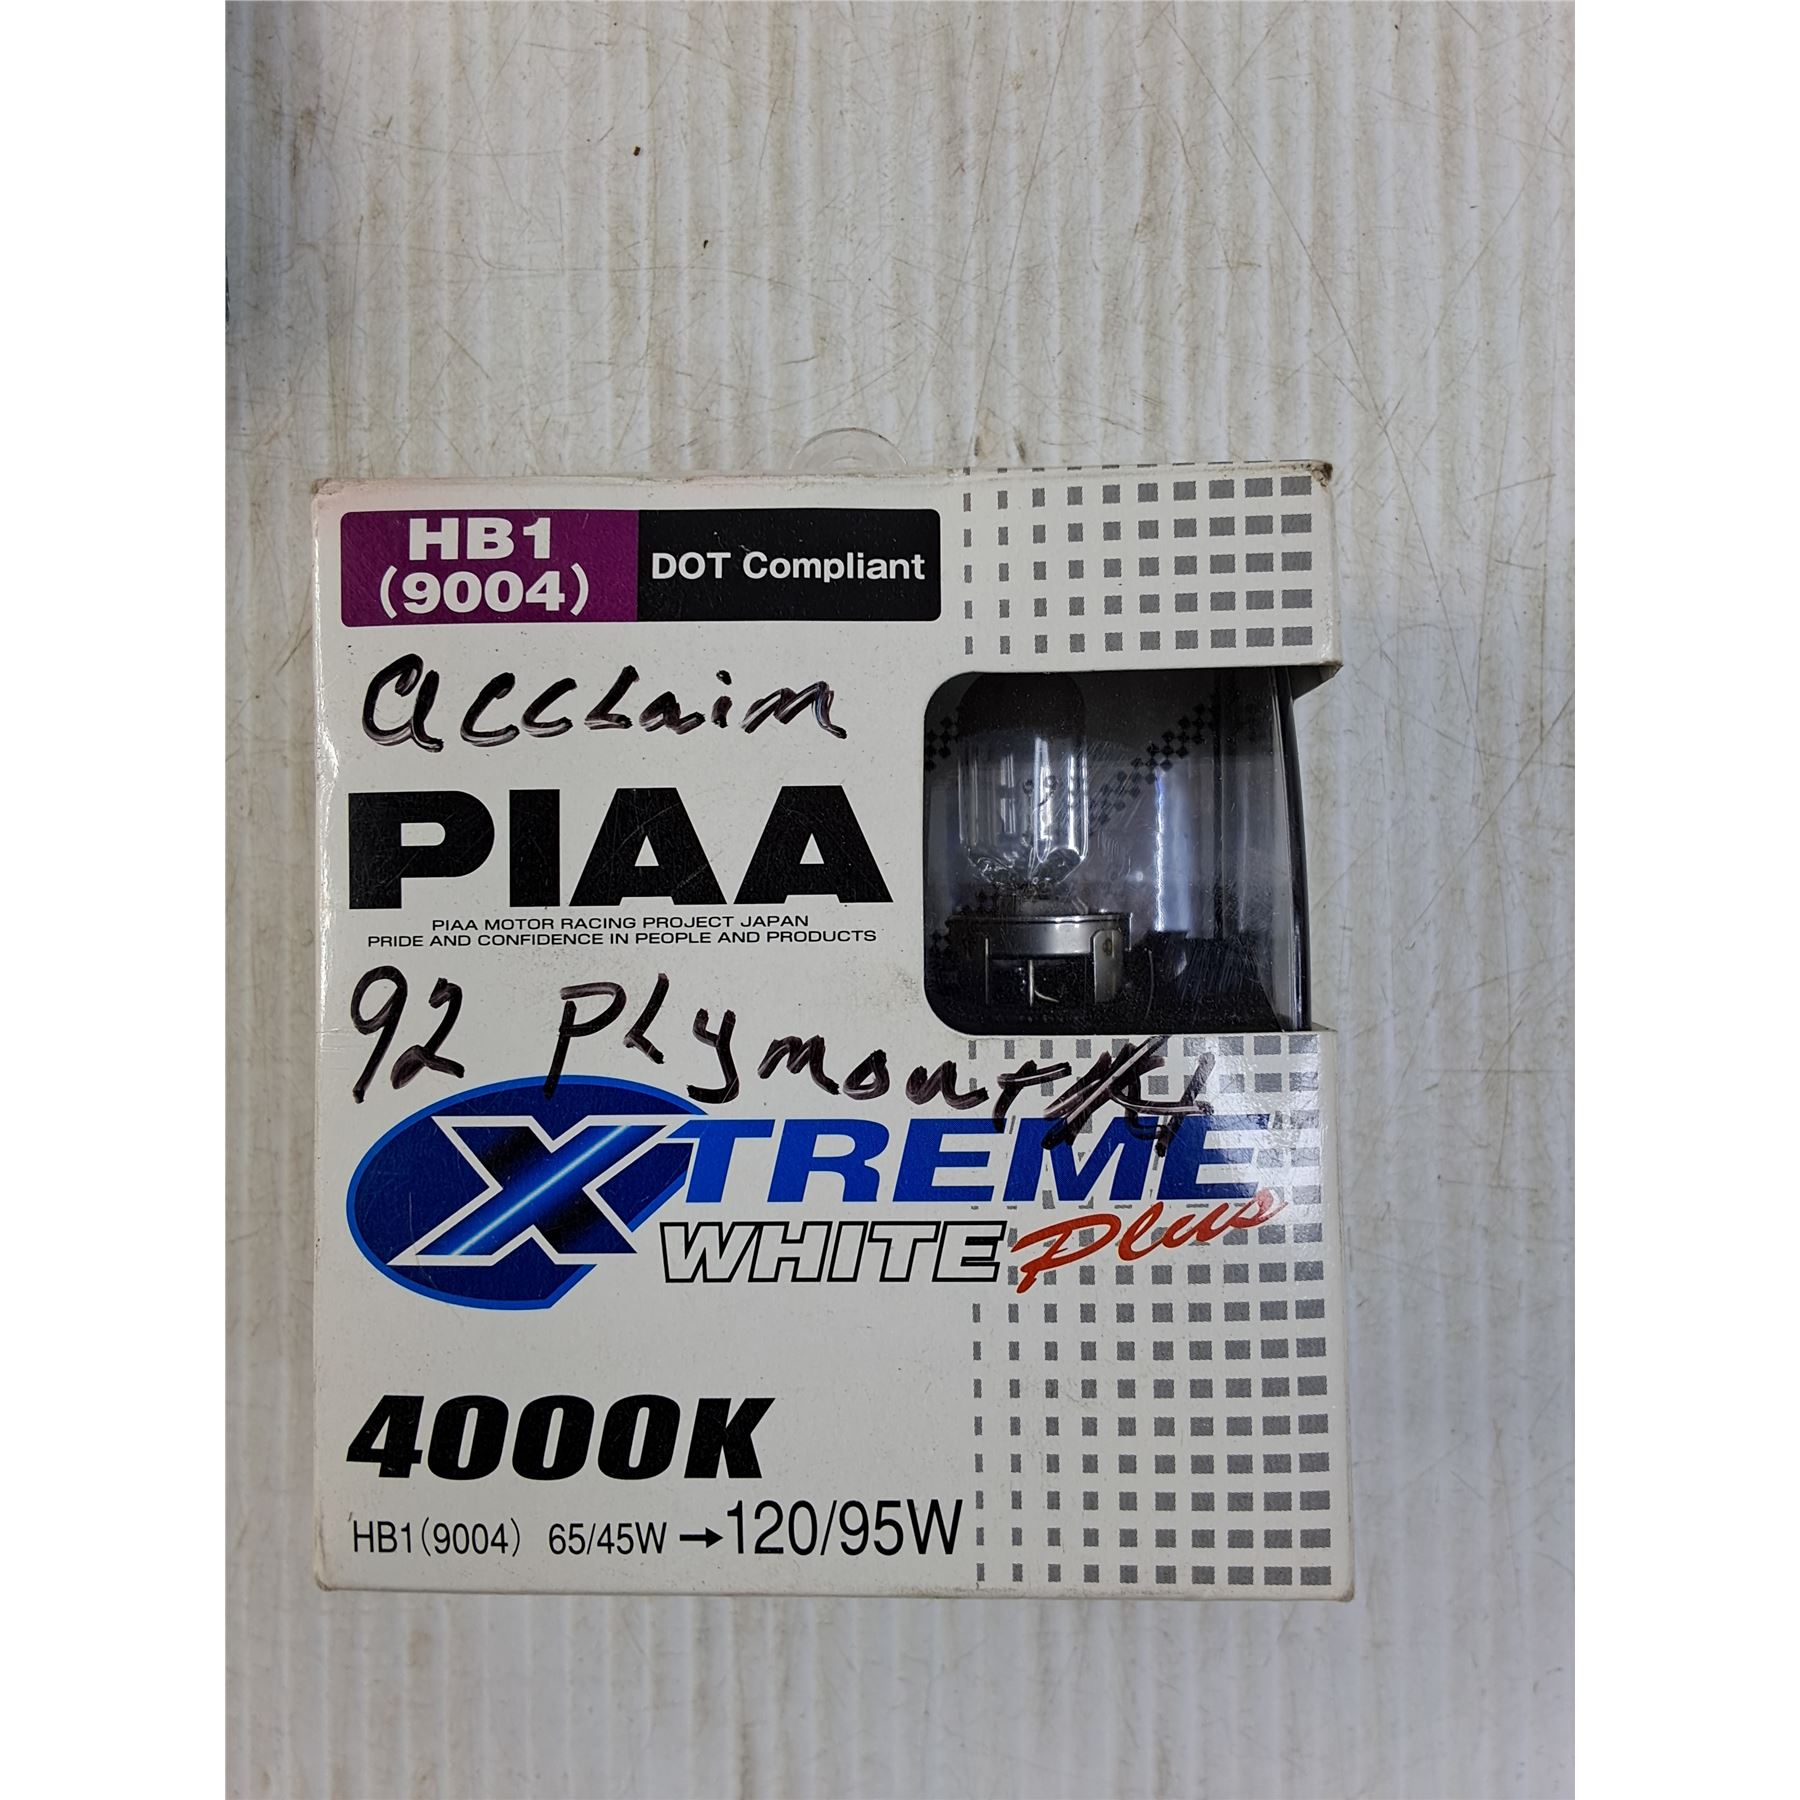 HB1
(9004)
DOT Compliant
acclaim
PIAA
PIAA MOTOR RACING PROJECT JAPAN
PRIDE AND CONFIDENCE IN PEOPLE AND PRODUCTS
92 Plymout
XTREME
WHITE Plus
4000K
HB1(9004) 65/45W→120/95W